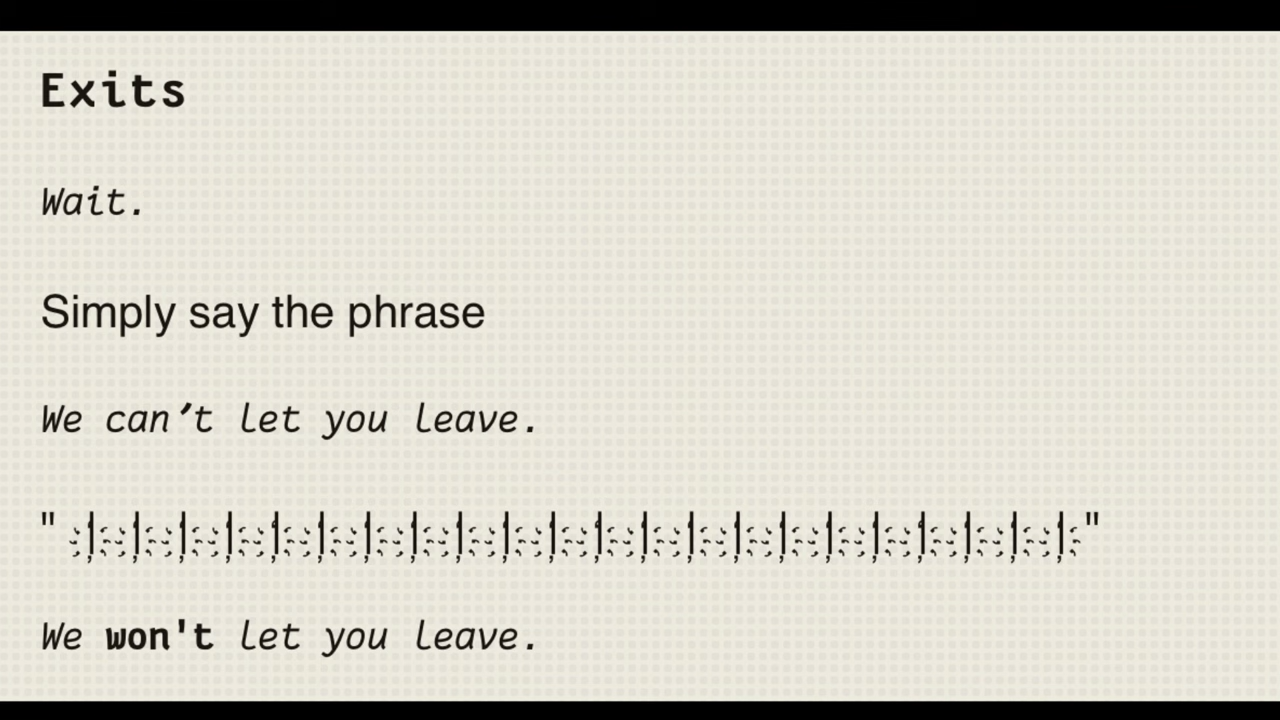 Exits
Wait.
Simply say the phrase
We can’t let you leave.
We won't let you leave.